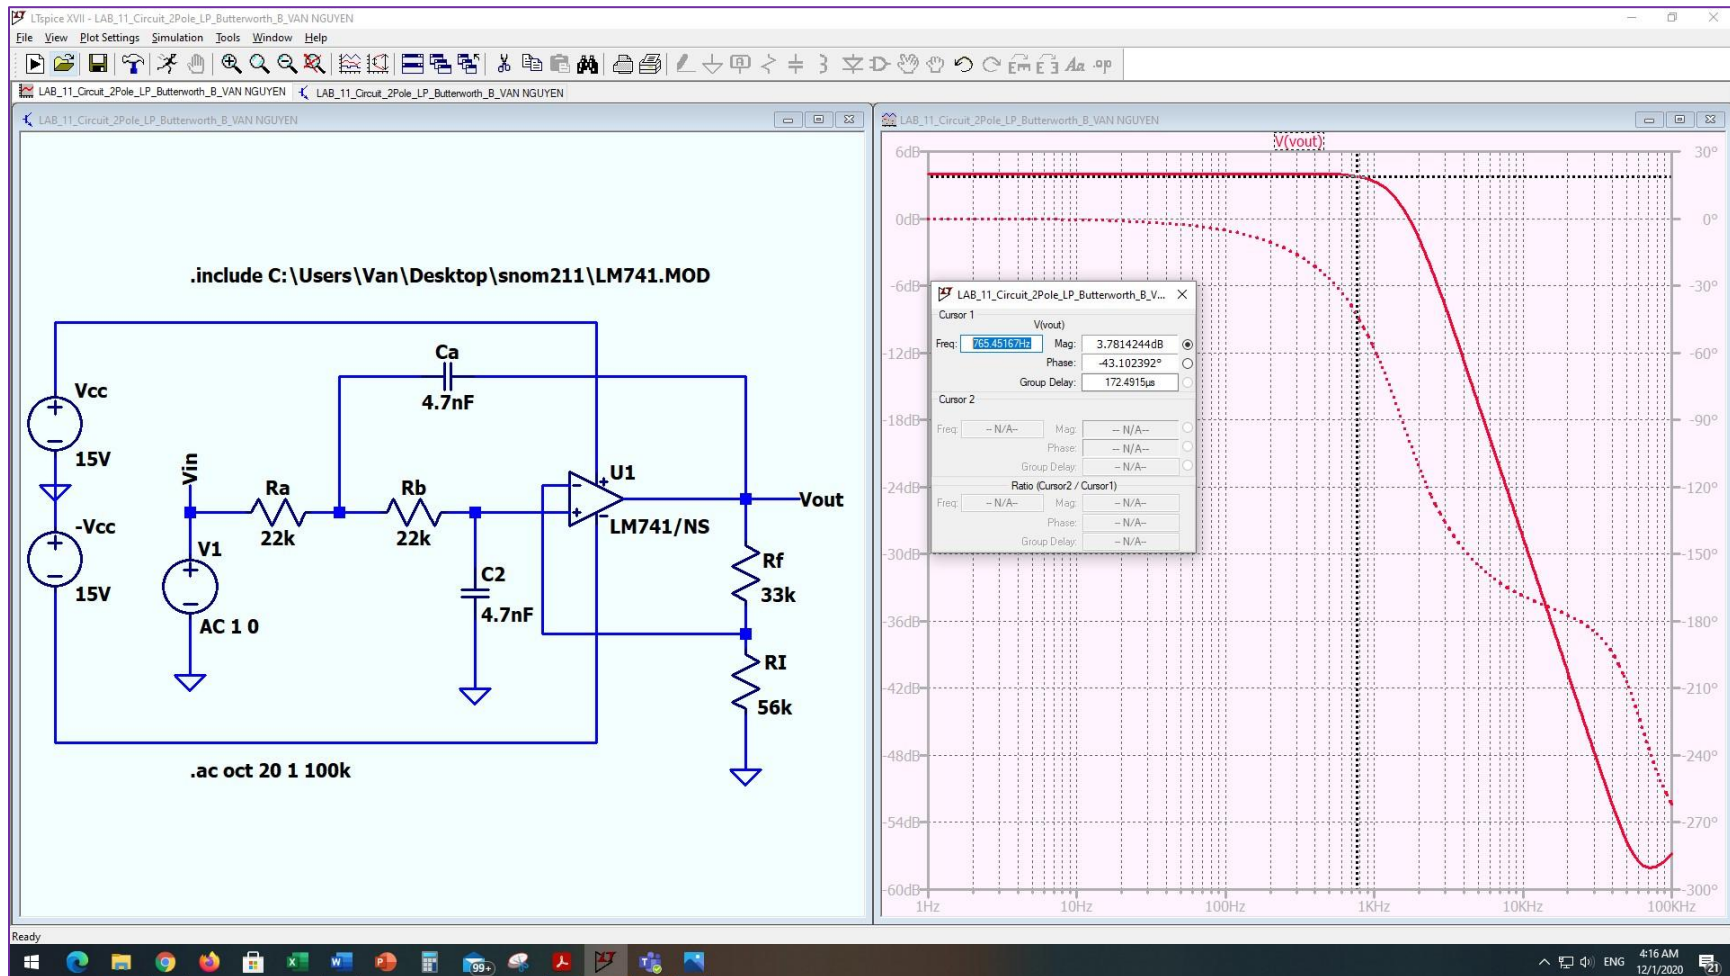 LTspice XVII - LAB_11_Circuit_2Pole_LP_Butterworth_B_VAN NGUYEN
File View Plot Settings Simulation Tools Window Help
LAB_11_Circuit_2Pole_LP_Butterworth_B_VAN NGUYEN LAB_11_Circuit_2Pole_LP_Butterworth_B_VAN NGUYEN
LAB_11_Circuit_2Pole_LP_Butterworth_B_VAN NGUYEN
.include C:\Users\Van\Desktop\snom211\LM741.MOD
Vcc
15V
-Vcc
15V
Vin
V1
AC 1 0
Ra
22k
Ca
4.7nF
Rb
22k
C2
4.7nF
U1
LM741/NS
Vout
Rf
33k
RI
56k
.ac oct 20 1 100k
LAB_11_Circuit_2Pole_LP_Butterworth_B_VAN NGUYEN
V(vout)
6dB
0dB
-6dB
-12dB
-18dB
-24dB
-30dB
-36dB
-42dB
-48dB
-54dB
-60dB
30°
0°
-30°
-60°
-90°
-120°
-150°
-180°
-210°
-240°
-270°
-300°
1Hz 10Hz 100Hz 1KHz 10KHz 100KHz
LAB_11_Circuit_2Pole_LP_Butterworth_B_V...
Cursor 1
V(vout)
Freq: 765.45167Hz Mag: 3.7814244dB
Phase: -43.102392°
Group Delay: 172.4915µs
Cursor 2
Freq: -- N/A-- Mag: -- N/A--
Phase: -- N/A--
Group Delay: -- N/A--
Ratio (Cursor2 / Cursor1)
Freq: -- N/A-- Mag: -- N/A--
Phase: -- N/A--
Group Delay: -- N/A--
Ready
99+
ENG
4:16 AM
12/1/2020
21